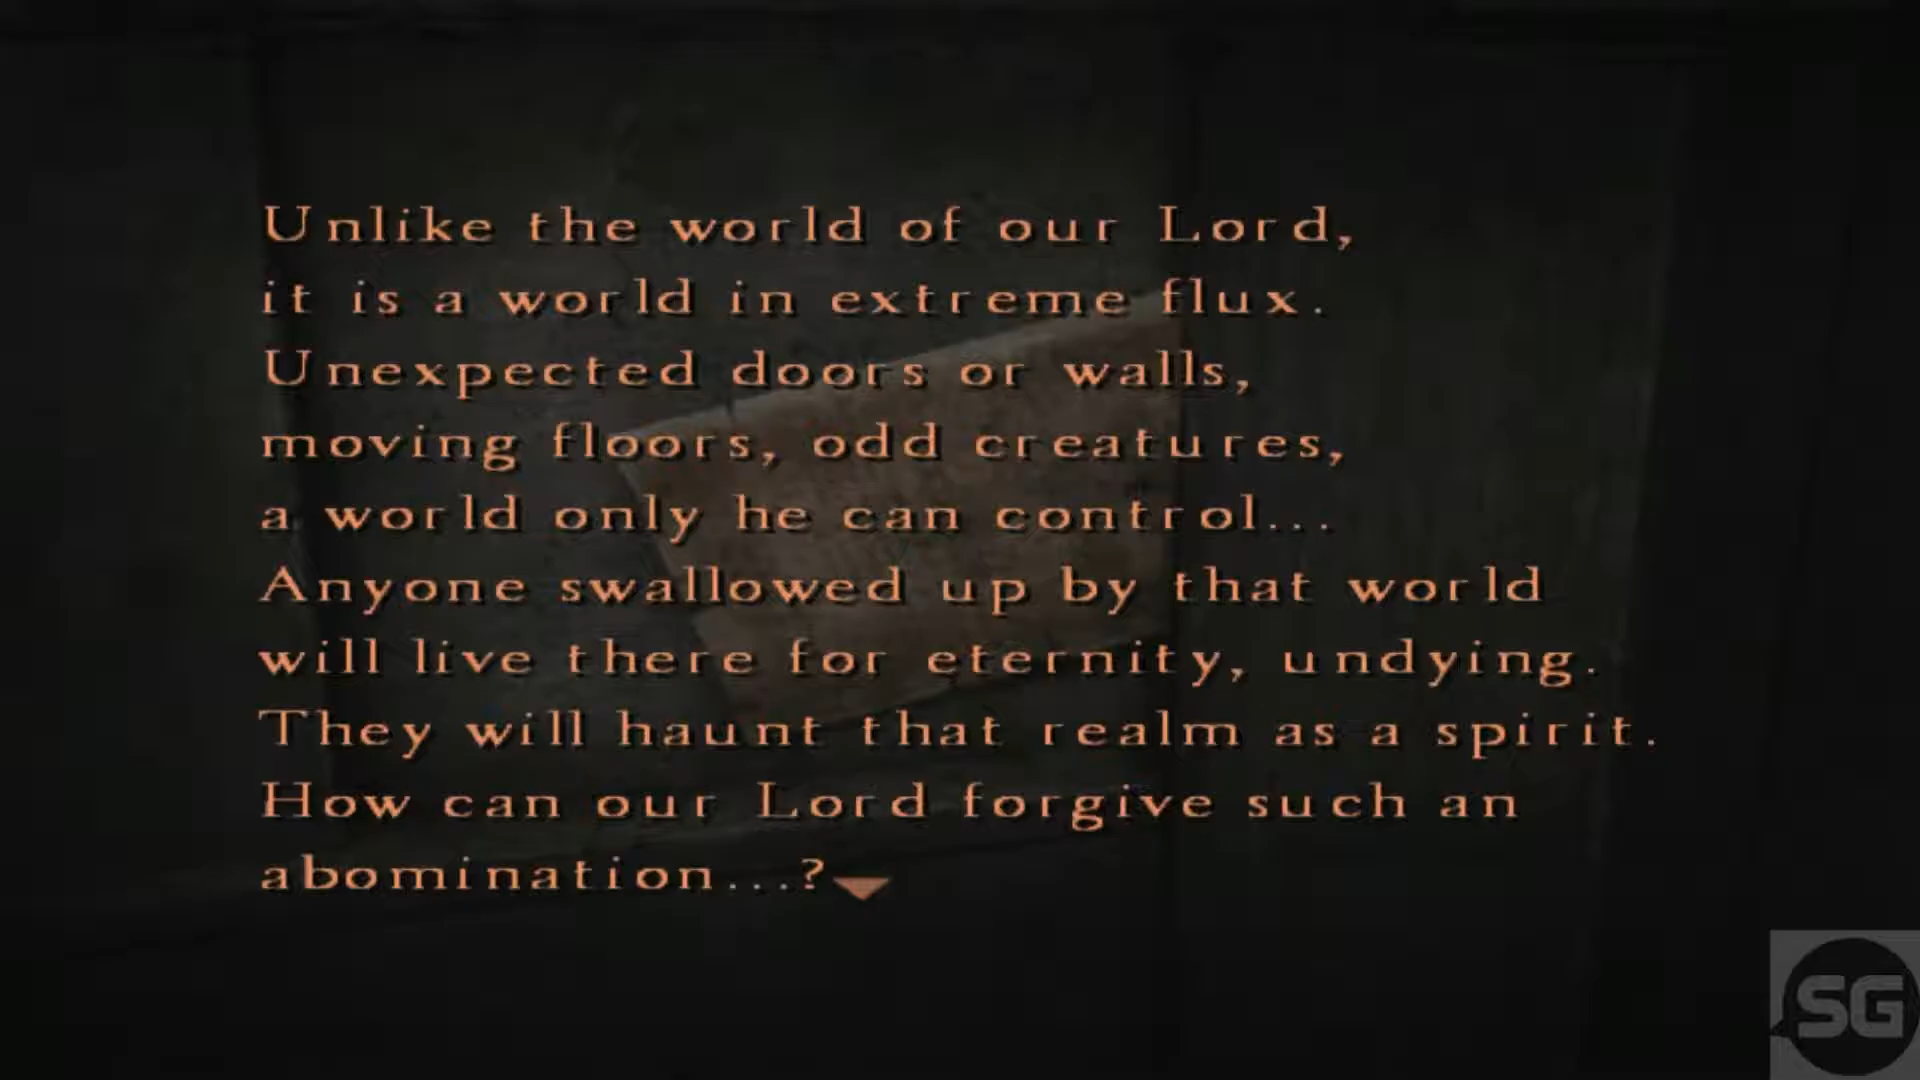 Unlike the world of our Lord,
it is a world in extreme flux.
Unexpected doors or walls,
moving floors, odd creatures,
a world only he can control...
Anyone swallowed up by that world
will live there for eternity, undying.
They will haunt that realm as a spirit.
How can our Lord forgive such an
abomination...?
SG